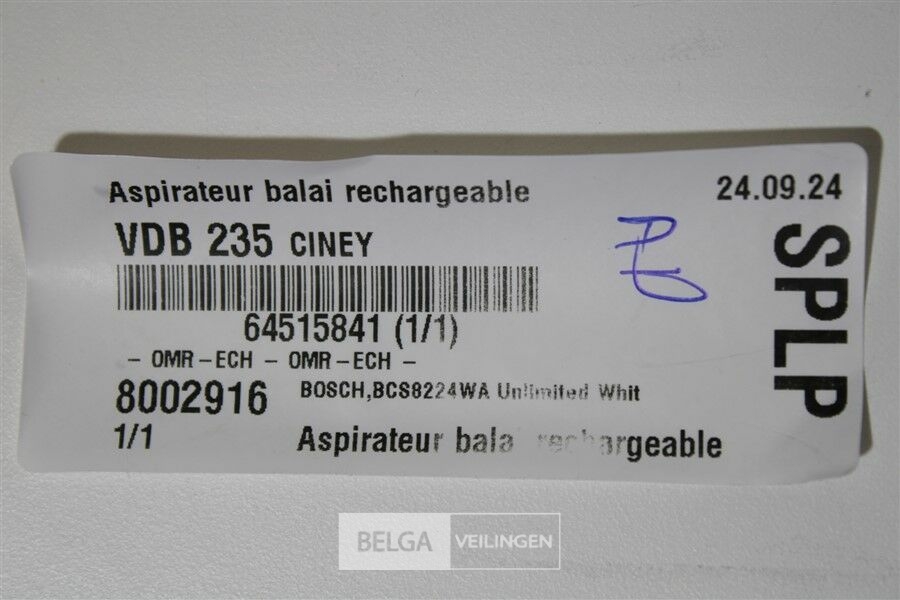 Aspirateur balai rechargeable
24.09.24
VDB 235 CINEY
64515841 (1/1)
- OMR - ECH - OMR - ECH -
8002916 BOSCH,BCS8224WA Unlimited Whit
1/1 Aspirateur balai rechargeable
SPLP
BELGA VEILINGEN